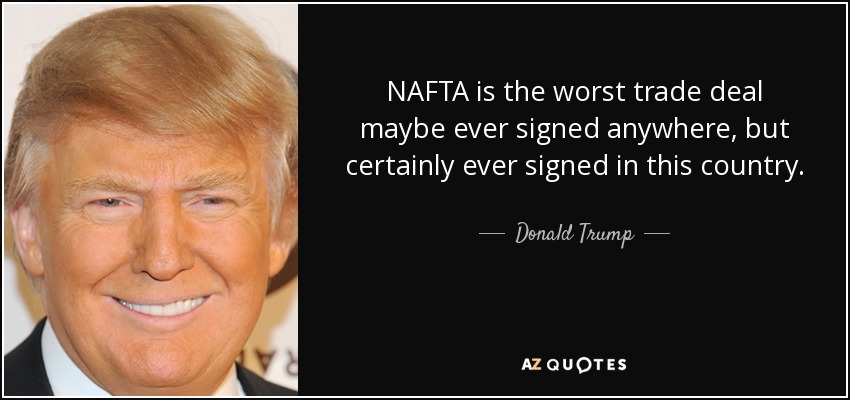 NAFTA is the worst trade deal
maybe ever signed anywhere, but
certainly ever signed in this country.
Donald Trump
AZ QUOTES